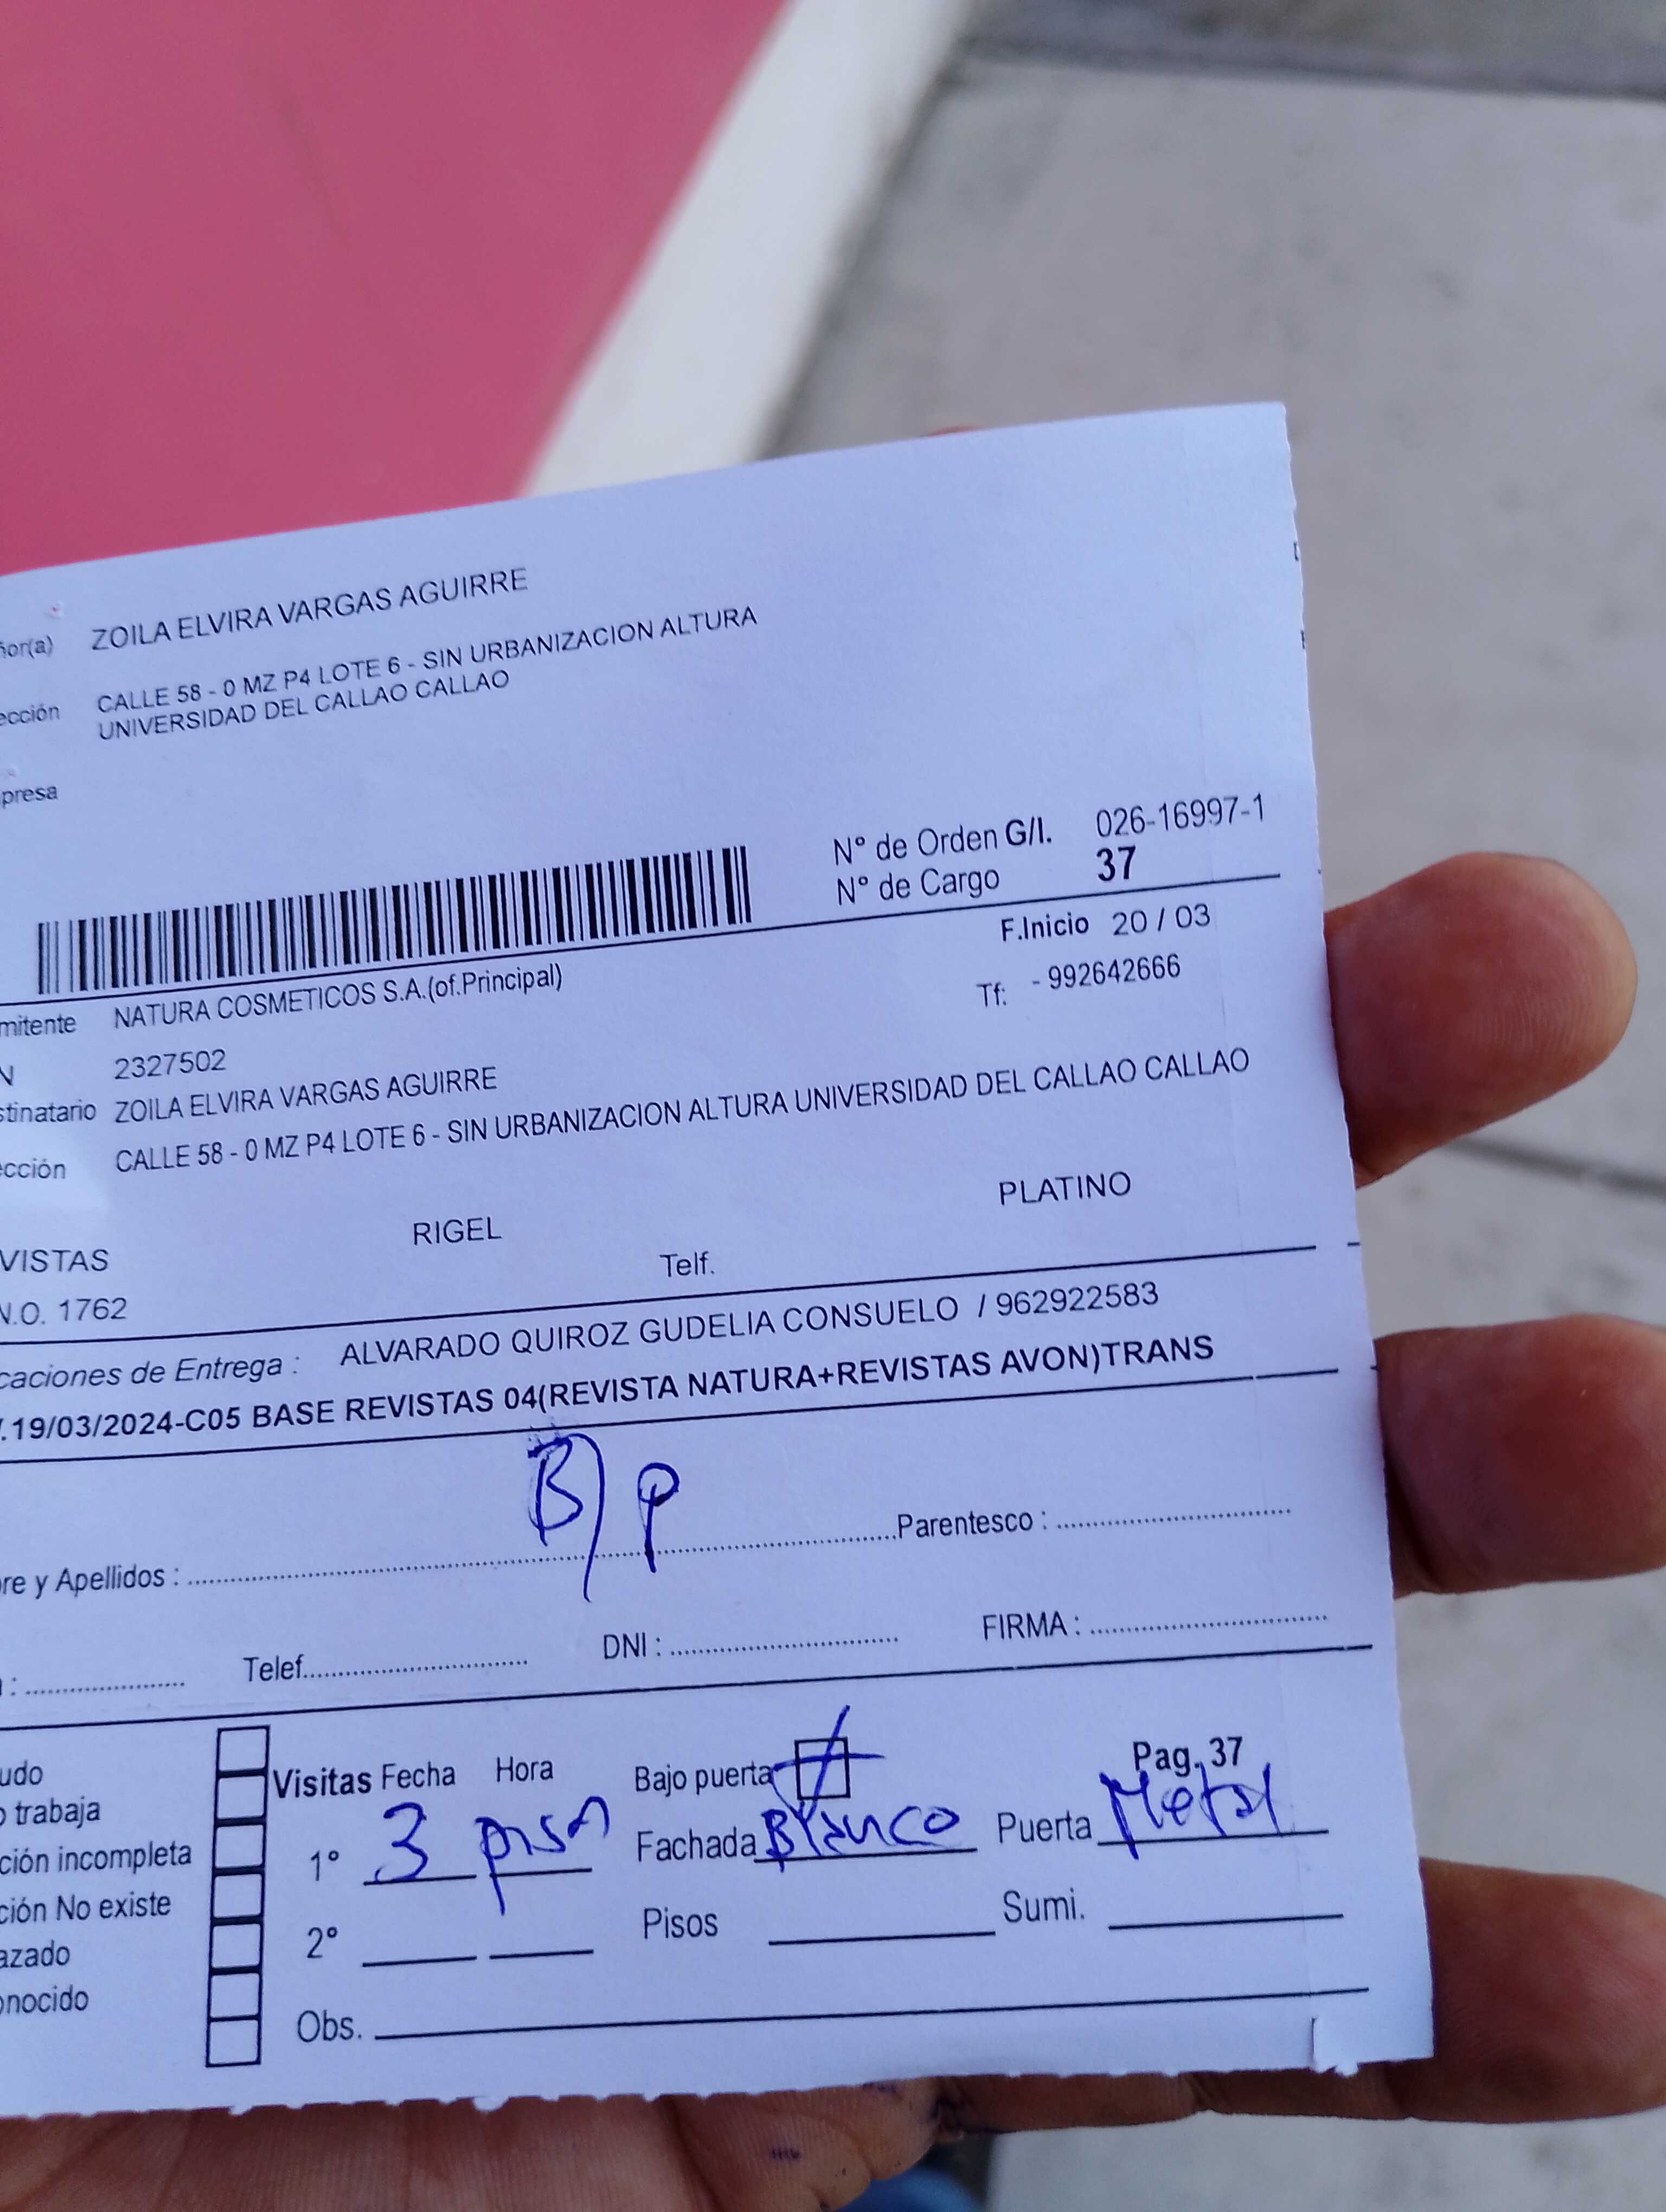 ñor(a) ZOILA ELVIRA VARGAS AGUIRRE
ección CALLE 58 - 0 MZ P4 LOTE 6 - SIN URBANIZACION ALTURA
UNIVERSIDAD DEL CALLAO CALLAO
presa
N° de Orden G/I. 026-16997-1
N° de Cargo 37
F.Inicio 20 / 03
mitente NATURA COSMETICOS S.A.(of.Principal) Tf: - 992642666
N 2327502
stinatario ZOILA ELVIRA VARGAS AGUIRRE
ección CALLE 58 - 0 MZ P4 LOTE 6 - SIN URBANIZACION ALTURA UNIVERSIDAD DEL CALLAO CALLAO
VISTAS RIGEL PLATINO
N.O. 1762 Telf.
caciones de Entrega : ALVARADO QUIROZ GUDELIA CONSUELO / 962922583
.19/03/2024-C05 BASE REVISTAS 04(REVISTA NATURA+REVISTAS AVON)TRANS
B/P
re y Apellidos : Parentesco :
: Telef. DNI : FIRMA :
udo Visitas Fecha Hora Bajo puerta Pag. 37
o trabaja
ción incompleta 1° 3 piso Fachada Blanco Puerta Metal
ción No existe
azado 2° Pisos Sumi.
onocido
Obs.